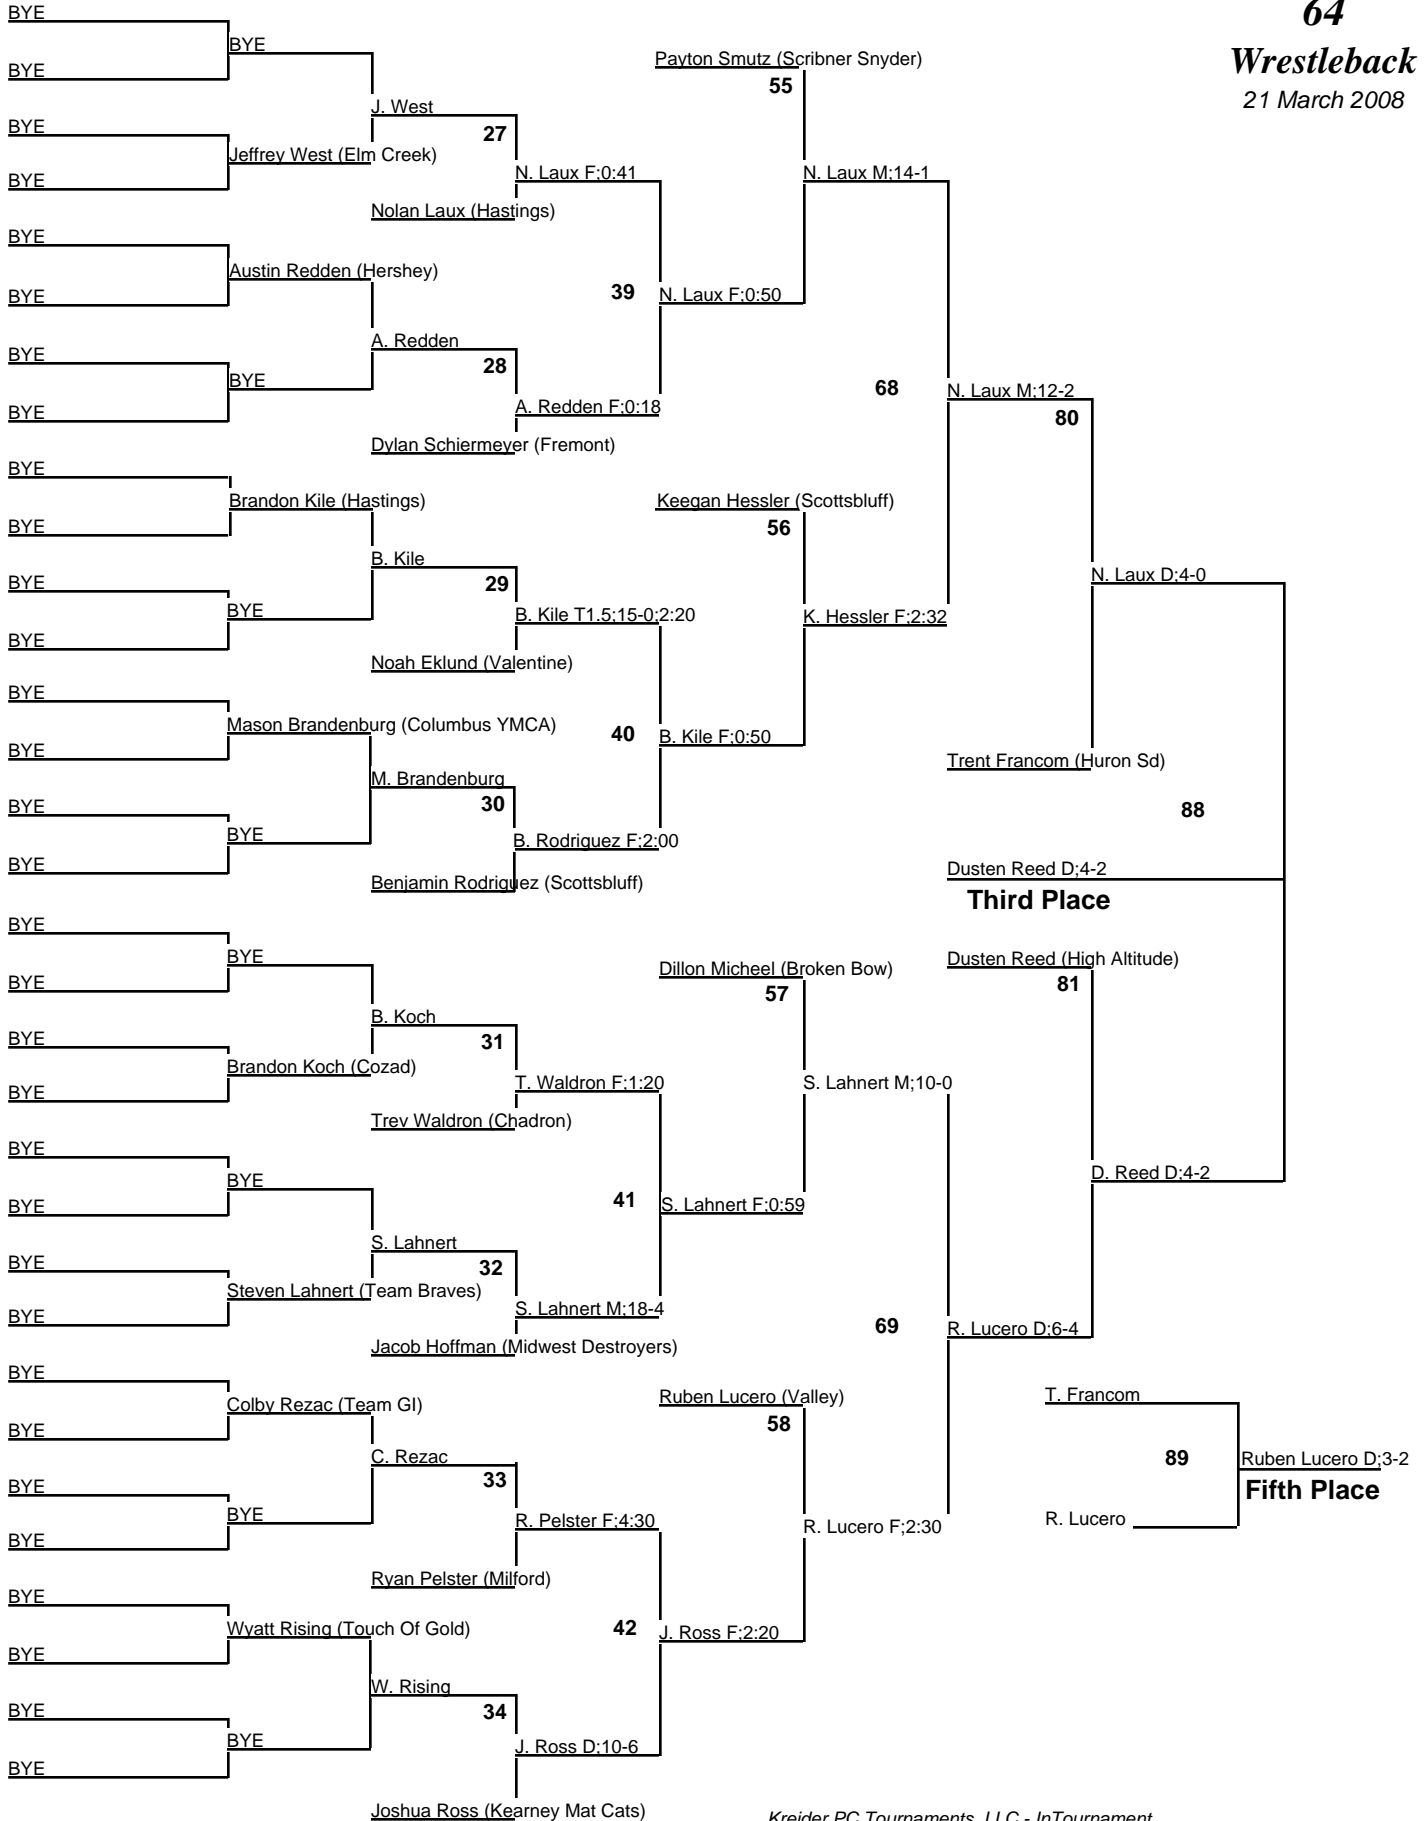 64
Wrestleback
21 March 2008
BYE
BYE
BYE
Payton Smutz (Scribner Snyder)
BYE
55
J. West
BYE
27
Jeffrey West (Elm Creek)
N. Laux F;0:41
N. Laux M;14-1
BYE
Nolan Laux (Hastings)
BYE
Austin Redden (Hershey)
39
N. Laux F;0:50
BYE
A. Redden
BYE
28
BYE
68
N. Laux M;12-2
A. Redden F;0:18
80
BYE
Dylan Schiermeyer (Fremont)
BYE
Brandon Kile (Hastings)
Keegan Hessler (Scottsbluff)
BYE
56
B. Kile
BYE
29
N. Laux D;4-0
BYE
B. Kile T1.5;15-0;2:20
K. Hessler F;2:32
BYE
Noah Eklund (Valentine)
BYE
Mason Brandenburg (Columbus YMCA)
40
B. Kile F;0:50
BYE
Trent Francom (Huron Sd)
M. Brandenburg
BYE
30
88
BYE
B. Rodriguez F;2:00
BYE
Dusten Reed D;4-2
Benjamin Rodriguez (Scottsbluff)
Third Place
BYE
BYE
Dillon Micheel (Broken Bow)
Dusten Reed (High Altitude)
BYE
57
81
B. Koch
BYE
31
Brandon Koch (Cozad)
T. Waldron F;1:20
S. Lahnert M;10-0
BYE
Trev Waldron (Chadron)
BYE
BYE
D. Reed D;4-2
41
S. Lahnert F;0:59
BYE
S. Lahnert
BYE
32
Steven Lahnert (Team Braves)
S. Lahnert M;18-4
BYE
69
R. Lucero D;6-4
Jacob Hoffman (Midwest Destroyers)
BYE
Colby Rezac (Team GI)
Ruben Lucero (Valley)
T. Francom
BYE
58
C. Rezac
33
89
Ruben Lucero D;3-2
BYE
Fifth Place
BYE
R. Pelster F;4:30
R. Lucero F;2:30
R. Lucero
BYE
Ryan Pelster (Milford)
BYE
Wyatt Rising (Touch Of Gold)
42
J. Ross F;2:20
BYE
W. Rising
BYE
34
BYE
J. Ross D;10-6
BYE
Joshua Ross (Kearney Mat Cats)
Kreider PC Tournaments, LLC - InTournament